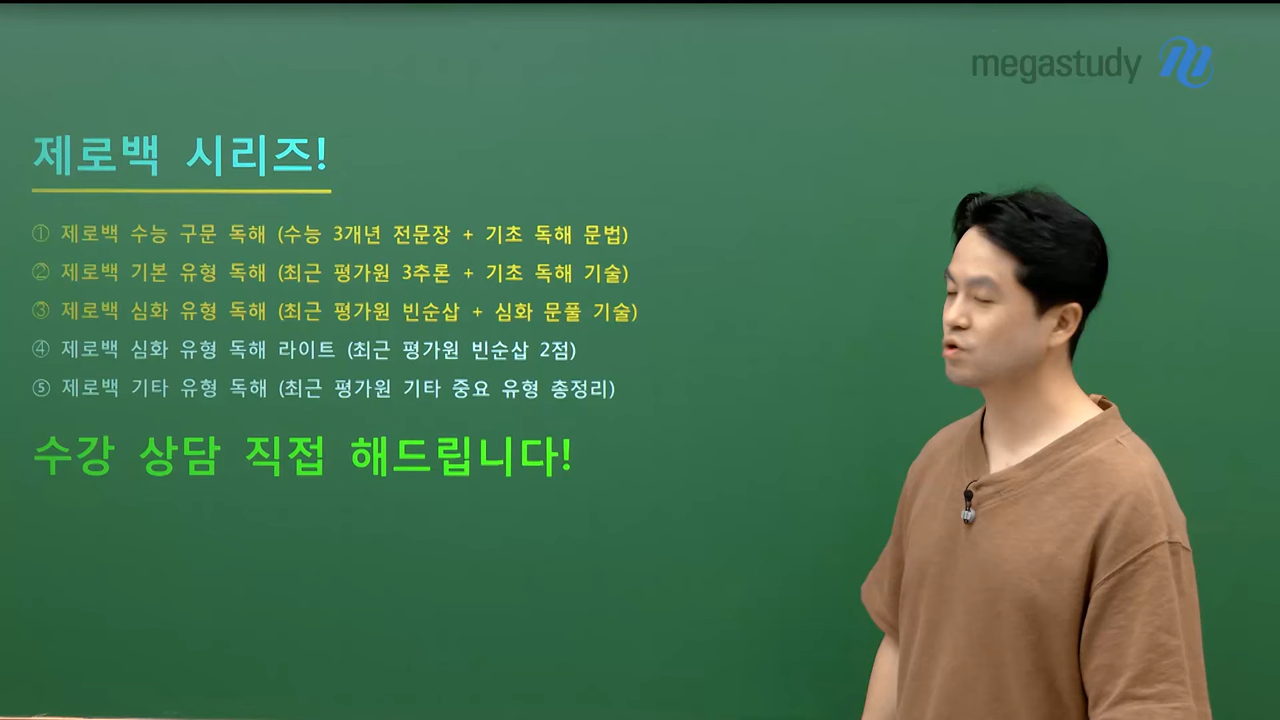 megastudy
제로백 시리즈!
① 제로백 수능 구문 독해 (수능 3개년 전문장 + 기초 독해 문법)
② 제로백 기본 유형 독해 (최근 평가원 3추론 + 기초 독해 기술)
③ 제로백 심화 유형 독해 (최근 평가원 빈순삽 + 심화 문풀 기술)
④ 제로백 심화 유형 독해 라이트 (최근 평가원 빈순삽 2점)
⑤ 제로백 기타 유형 독해 (최근 평가원 기타 중요 유형 총정리)
수강 상담 직접 해드립니다!